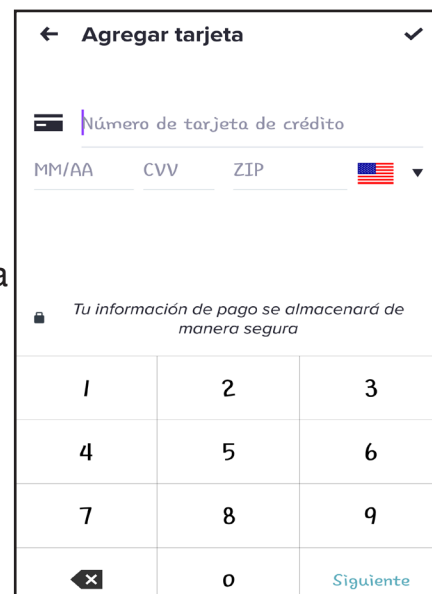 Agregar tarjeta
Número de tarjeta de crédito
MM/AA CVV ZIP
a
Tu información de pago se almacenará de
manera segura
1 2 3
4 5 6
7 8 9
0 Siguiente